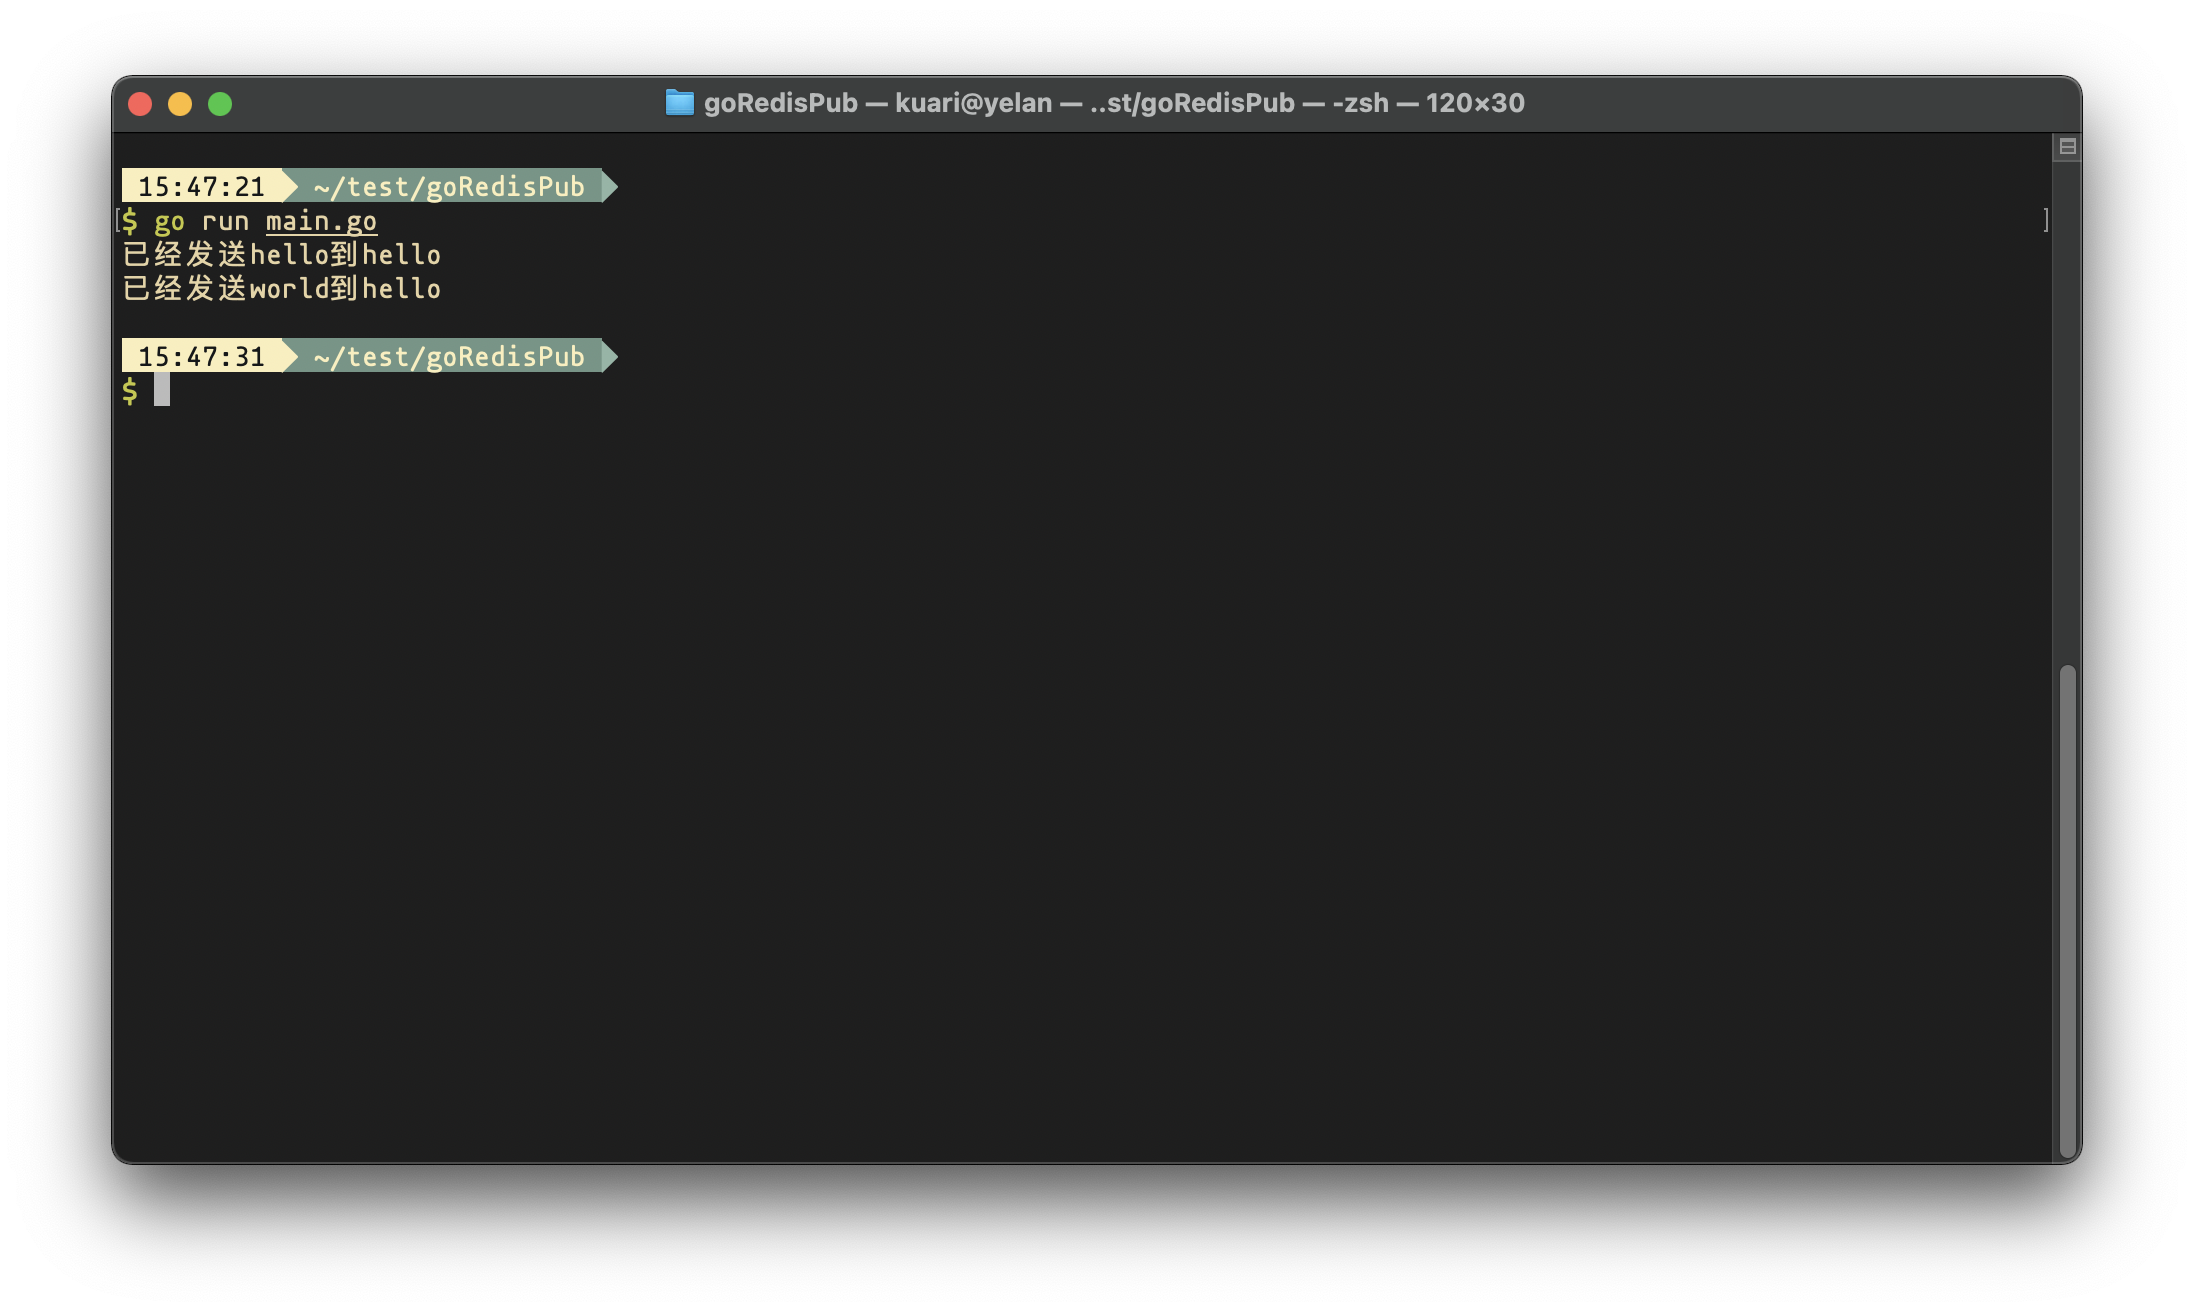 goRedisPub — kuari@yelan — ..st/goRedisPub — -zsh — 120×30
15:47:21 ~/test/goRedisPub
[$ go run main.go ]
已经发送hello到hello
已经发送world到hello
15:47:31 ~/test/goRedisPub
$